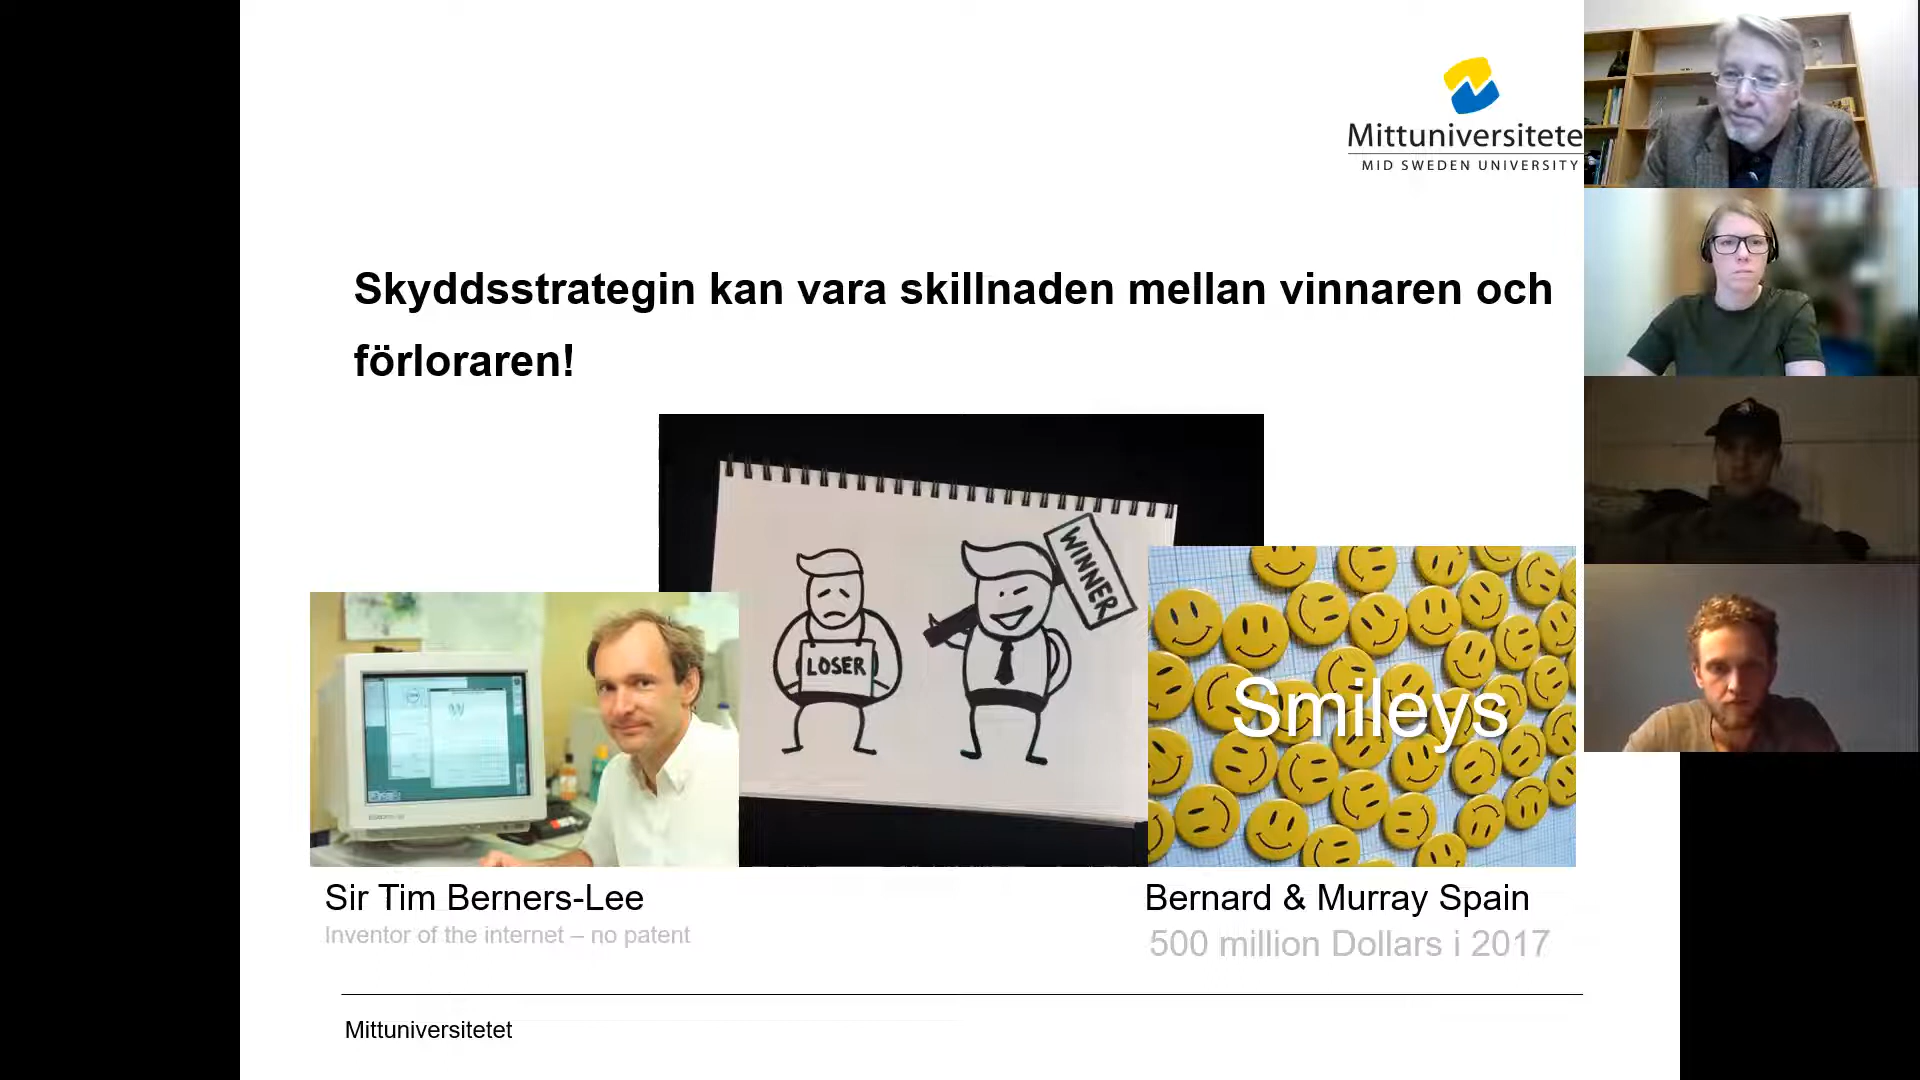 Mittuniversitete
MID SWEDEN UNIVERSITY
Skyddsstrategin kan vara skillnaden mellan vinnaren och
förloraren!
LOSER
WINNER
Smileys
Sir Tim Berners-Lee
Inventor of the internet – no patent
Bernard & Murray Spain
500 million Dollars i 2017
Mittuniversitetet